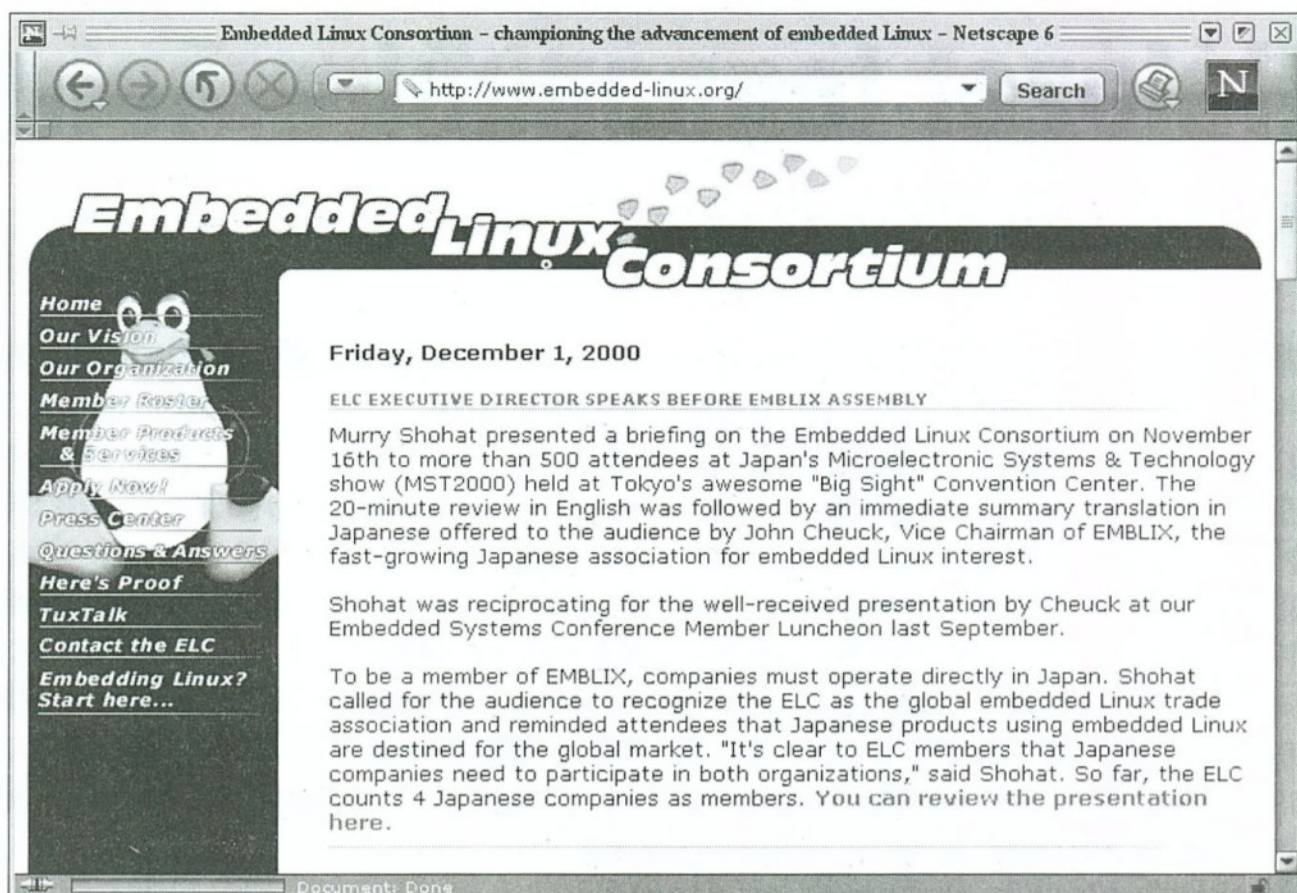 Embedded Linux Consortium - championing the advancement of embedded Linux - Netscape 6
http://www.embedded-linux.org/
Search
N
Embedded
Linux
Consortium
Home
Our Vision
Our Organization
Member Roster
Member Products
& Services
Apply Now!
Press Center
Questions & Answers
Here's Proof
TuxTalk
Contact the ELC
Embedding Linux?
Start here...
Friday, December 1, 2000
ELC EXECUTIVE DIRECTOR SPEAKS BEFORE EMBLIX ASSEMBLY
Murry Shohat presented a briefing on the Embedded Linux Consortium on November
16th to more than 500 attendees at Japan's Microelectronic Systems & Technology
show (MST2000) held at Tokyo's awesome "Big Sight" Convention Center. The
20-minute review in English was followed by an immediate summary translation in
Japanese offered to the audience by John Cheuck, Vice Chairman of EMBLIX, the
fast-growing Japanese association for embedded Linux interest.
Shohat was reciprocating for the well-received presentation by Cheuck at our
Embedded Systems Conference Member Luncheon last September.
To be a member of EMBLIX, companies must operate directly in Japan. Shohat
called for the audience to recognize the ELC as the global embedded Linux trade
association and reminded attendees that Japanese products using embedded Linux
are destined for the global market. "It's clear to ELC members that Japanese
companies need to participate in both organizations," said Shohat. So far, the ELC
counts 4 Japanese companies as members. You can review the presentation
here.
Document: Done